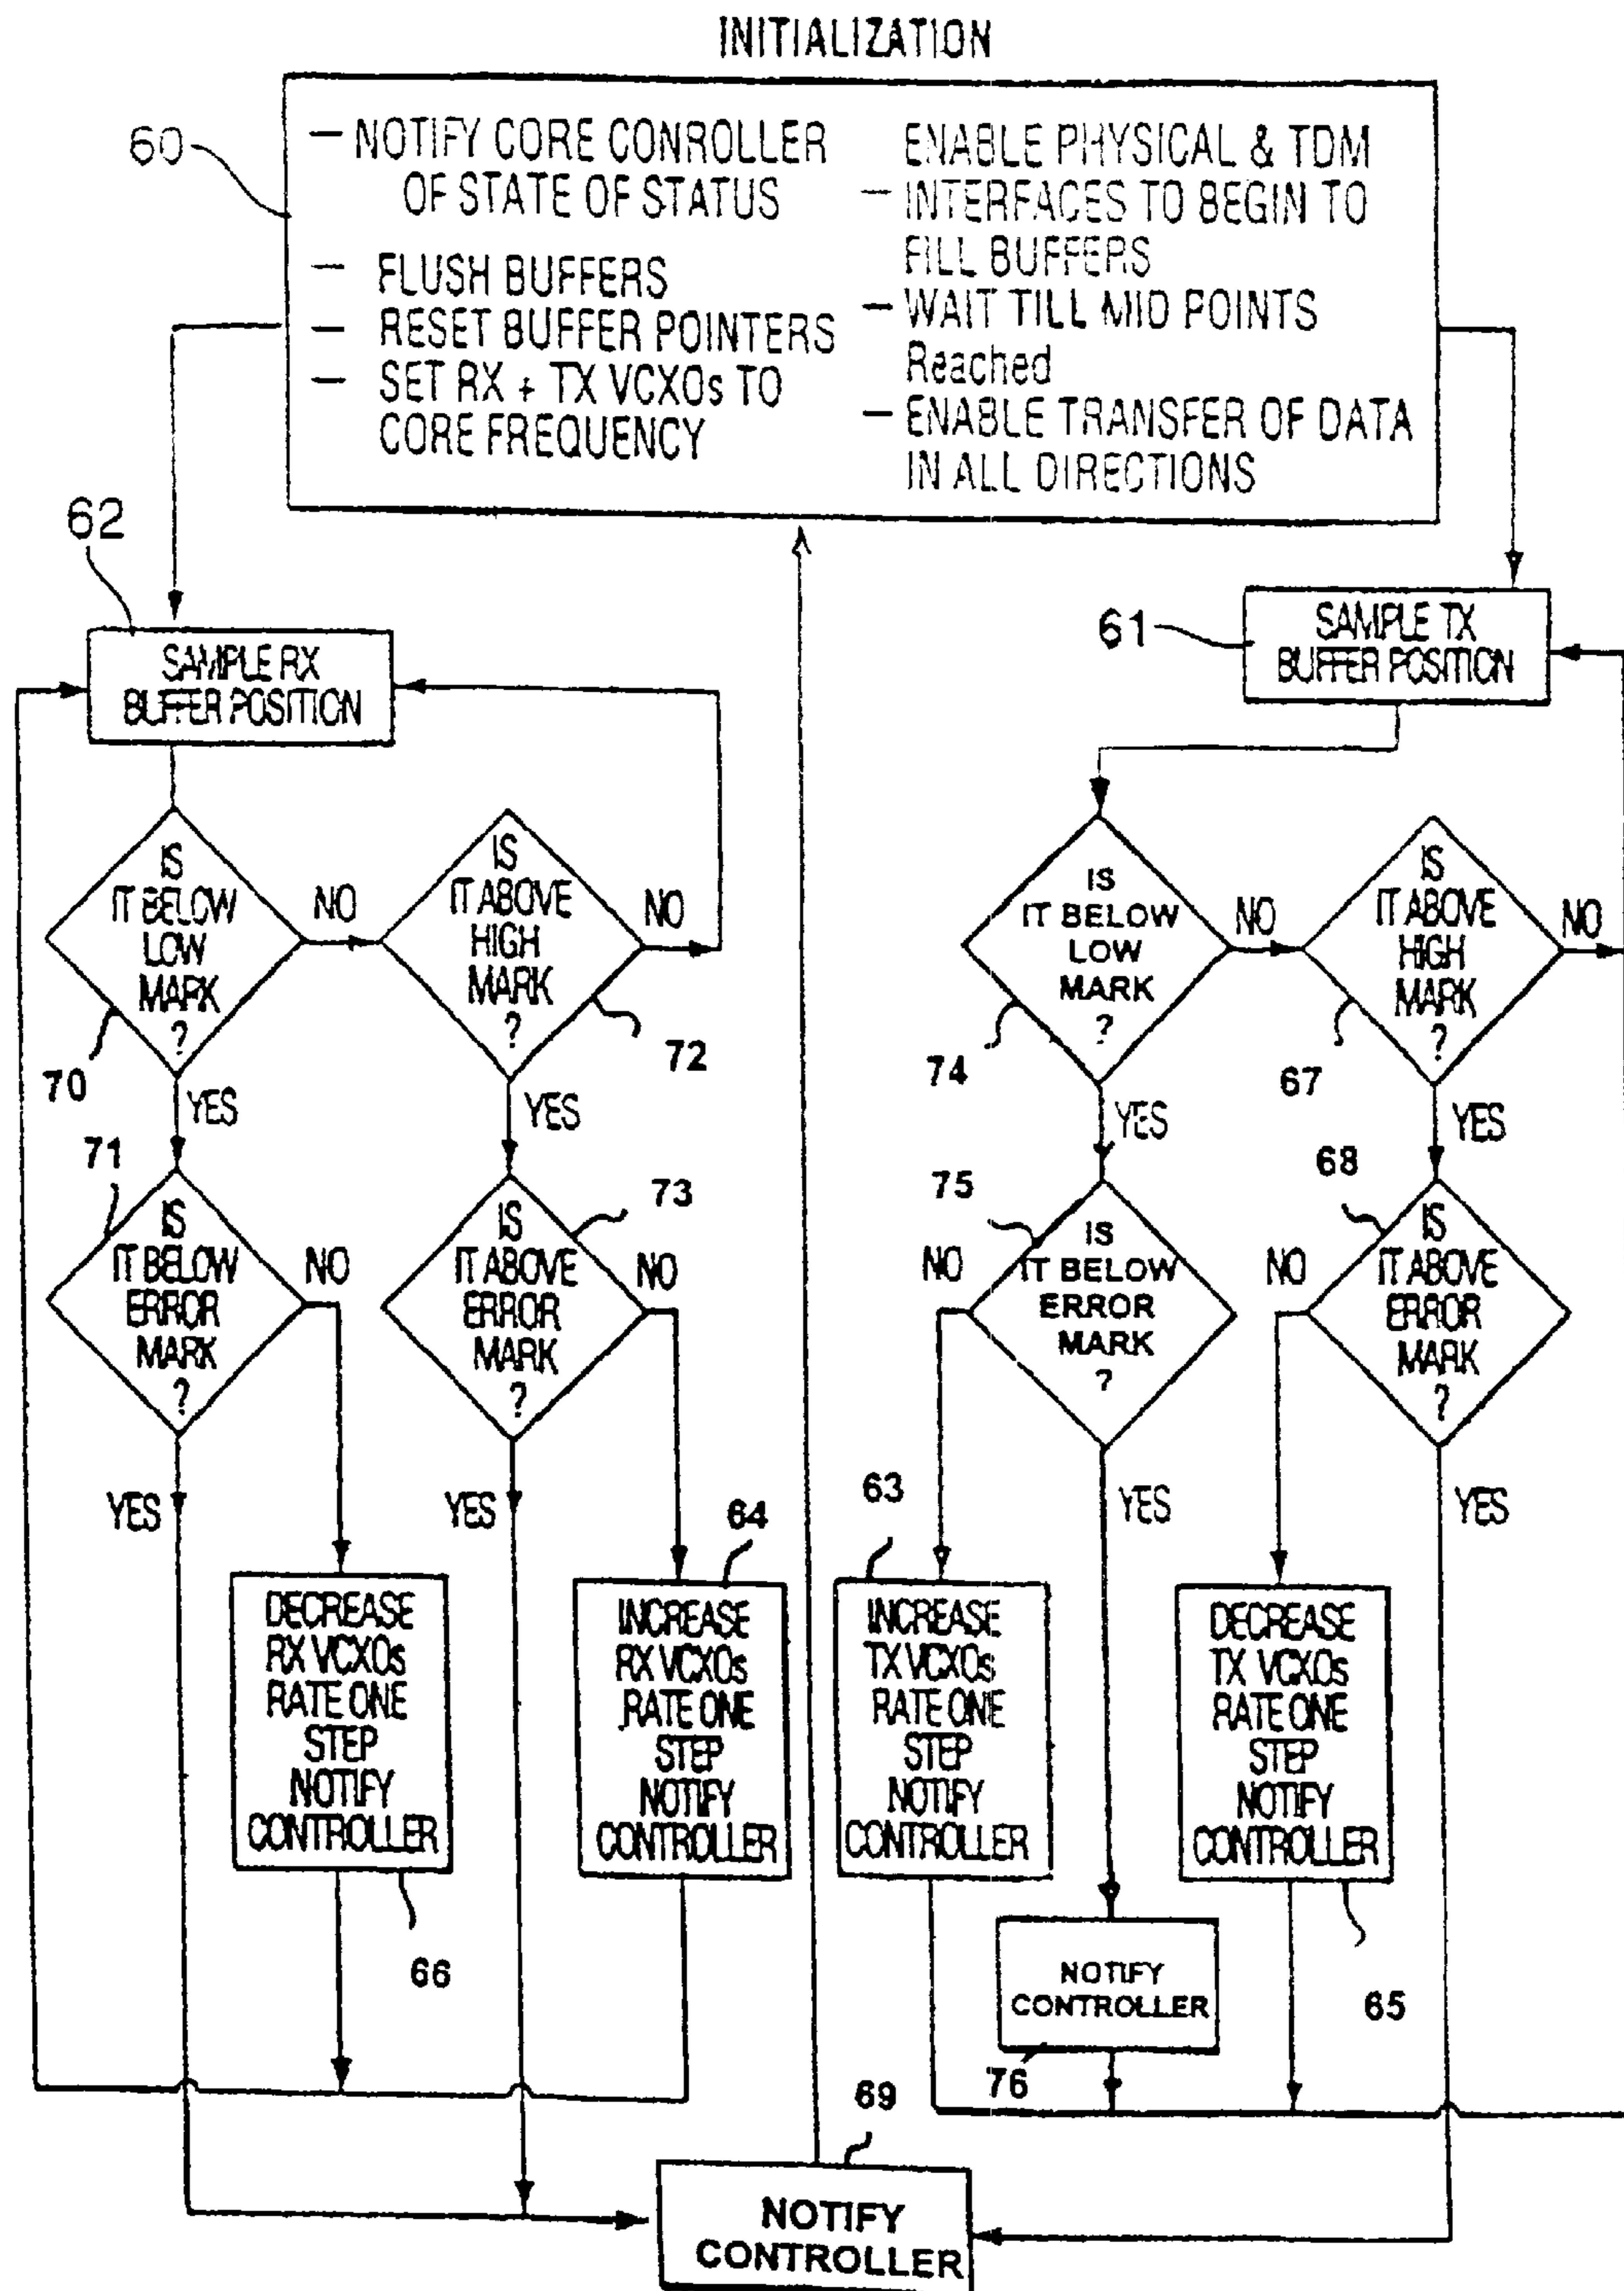 INITIALIZATION
60
— NOTIFY CORE CONROLLER
OF STATE OF STATUS
— FLUSH BUFFERS
— RESET BUFFER POINTERS
— SET RX + TX VCXOs TO
CORE FREQUENCY
ENABLE PHYSICAL & TDM
— INTERFACES TO BEGIN TO
FILL BUFFERS
— WAIT TILL MID POINTS
Reached
— ENABLE TRANSFER OF DATA
IN ALL DIRECTIONS
62
SAMPLE RX
BUFFER POSITION
61
SAMPLE TX
BUFFER POSITION
IS
IT BELOW
LOW
MARK
?
70
NO
YES
IS
IT ABOVE
HIGH
MARK
?
72
NO
YES
IS
IT BELOW
LOW
MARK
?
74
NO
YES
IS
IT ABOVE
HIGH
MARK
?
67
NO
YES
71
IS
IT BELOW
ERROR
MARK
?
NO
YES
73
IS
IT ABOVE
ERROR
MARK
?
NO
YES
75
IS
IT BELOW
ERROR
MARK
?
NO
YES
68
IS
IT ABOVE
ERROR
MARK
?
NO
YES
DECREASE
RX VCXOs
RATE ONE
STEP
NOTIFY
CONTROLLER
66
64
INCREASE
RX VCXOs
RATE ONE
STEP
NOTIFY
CONTROLLER
63
INCREASE
TX VCXOs
RATE ONE
STEP
NOTIFY
CONTROLLER
DECREASE
TX VCXOs
RATE ONE
STEP
NOTIFY
CONTROLLER
65
NOTIFY
CONTROLLER
76
69
NOTIFY
CONTROLLER